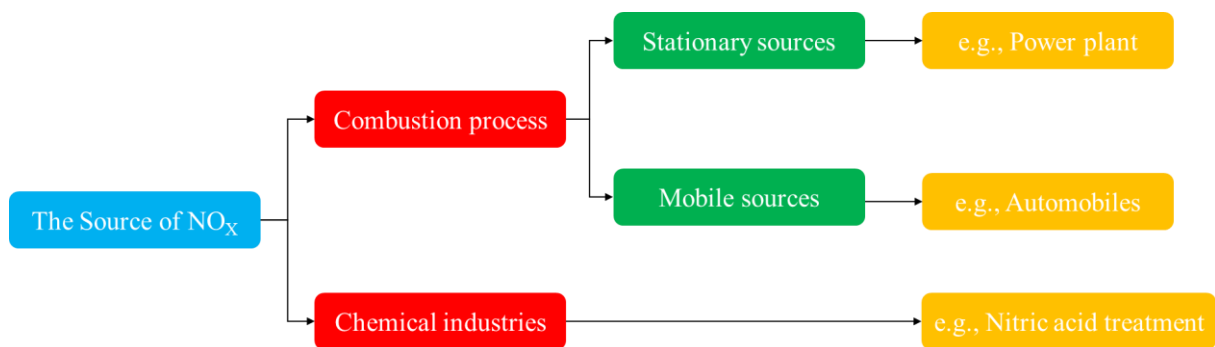 Stationary sources
e.g., Power plant
Combustion process
Mobile sources
e.g., Automobiles
The Source of NOX
Chemical industries
e.g., Nitric acid treatment